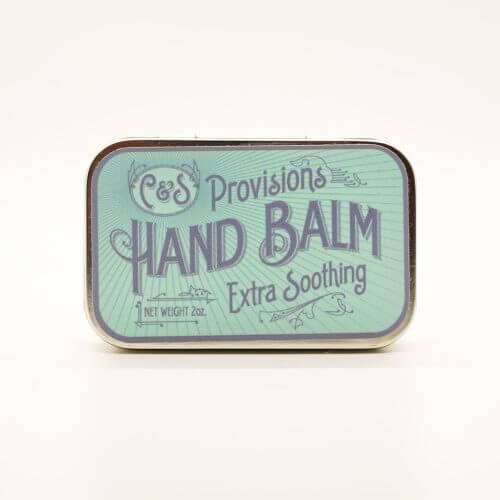 P&S
Provisions
HAND BALM
Extra Soothing
NET WEIGHT 2oz.